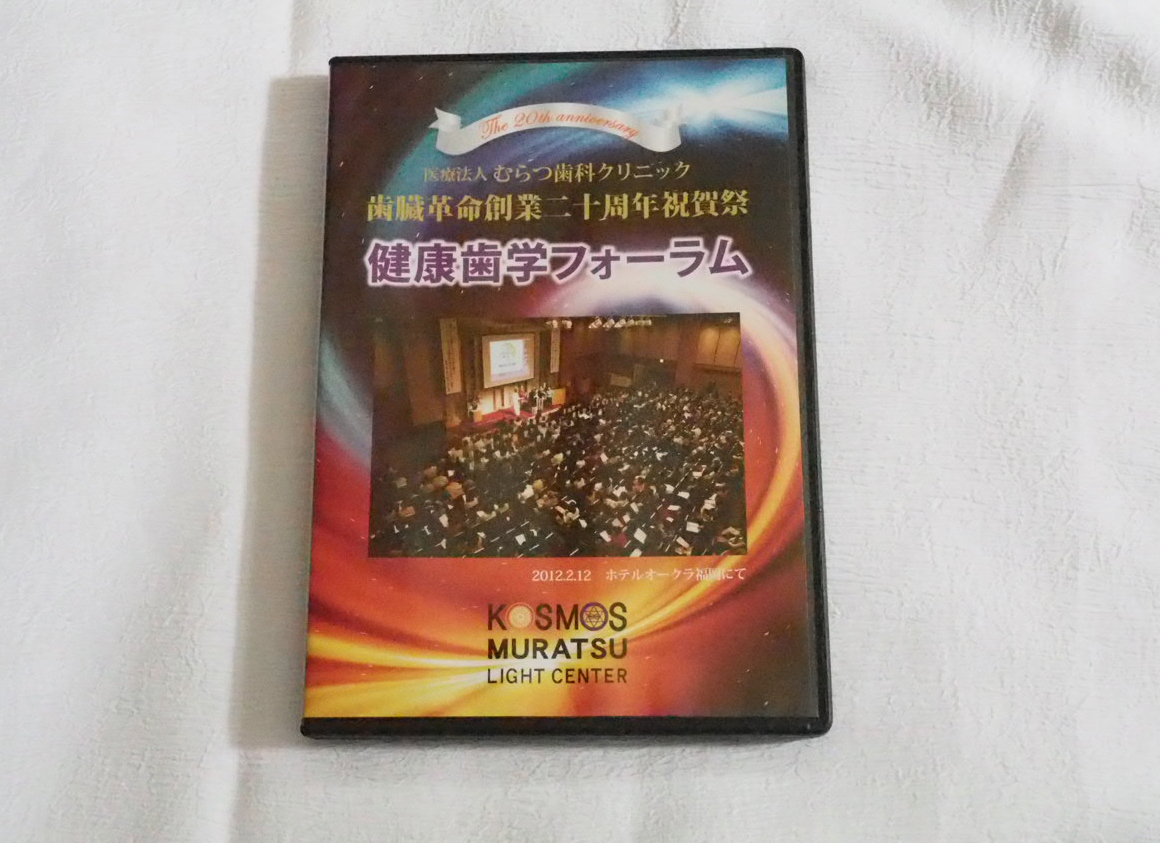 The 20th anniversary
医療法人 むらつ歯科クリニック
歯臓革命創業二十周年祝賀祭
健康歯学フォーラム
2012.2.12 ホテルオークラ福岡にて
KOSMOS
MURATSU
LIGHT CENTER